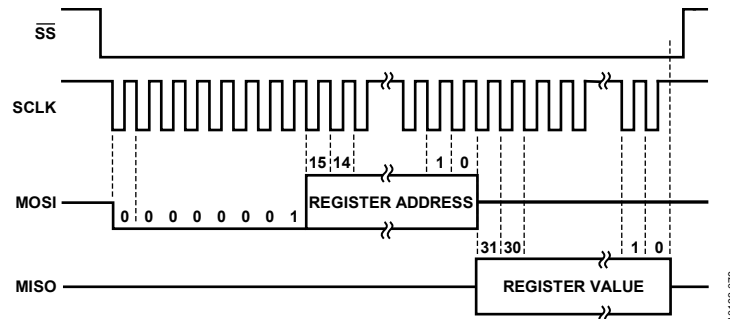 SS
SCLK
15 14 1 0
MOSI 0 0 0 0 0 0 0 1 REGISTER ADDRESS
31 30 1 0
MISO REGISTER VALUE